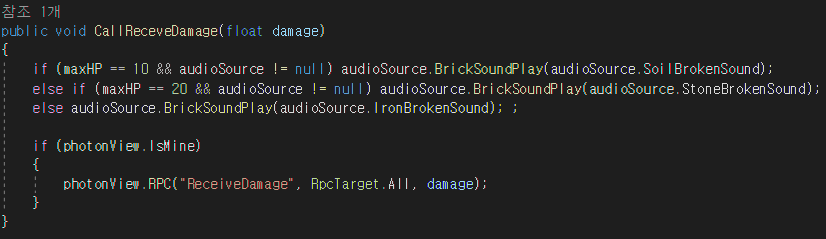 참조 1개
public void CallReceveDamage(float damage)
{
if (maxHP == 10 && audioSource != null) audioSource.BrickSoundPlay(audioSource.SoilBrokenSound);
else if (maxHP == 20 && audioSource != null) audioSource.BrickSoundPlay(audioSource.StoneBrokenSound);
else audioSource.BrickSoundPlay(audioSource.IronBrokenSound); ;
if (photonView.IsMine)
{
photonView.RPC("ReceiveDamage", RpcTarget.All, damage);
}
}